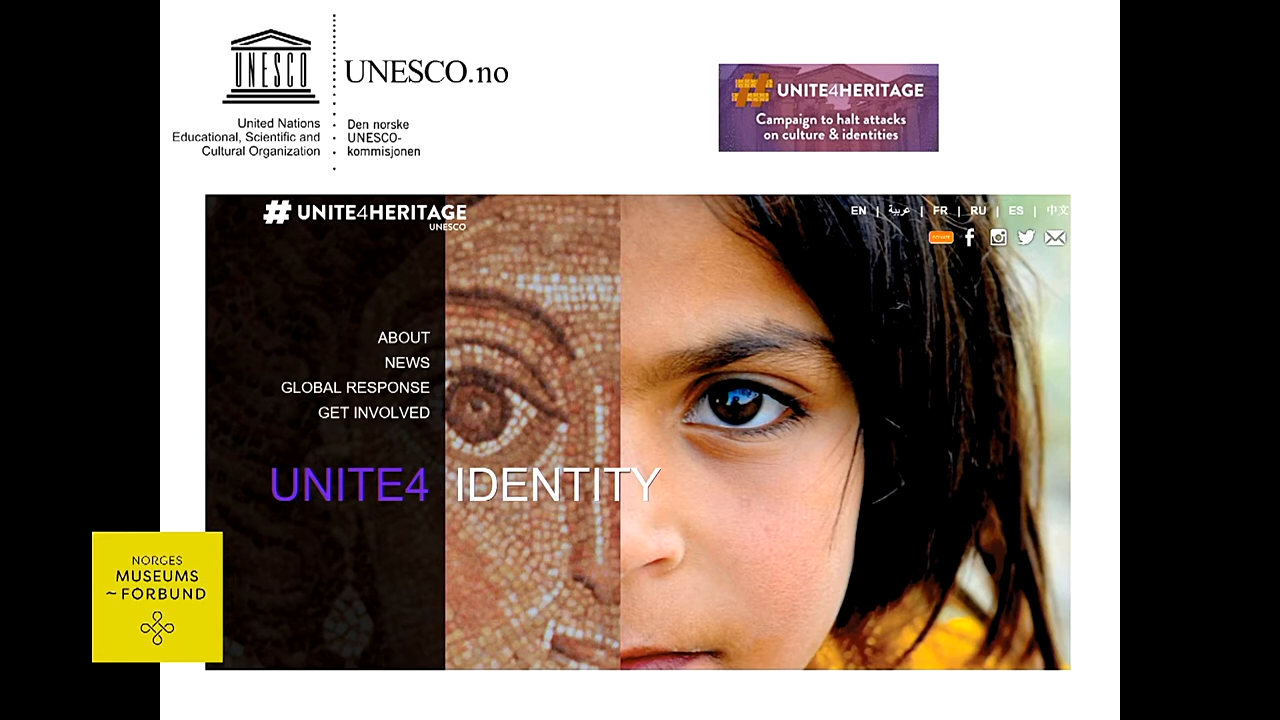 UNESCO
UNESCO.no
United Nations
Educational, Scientific and
Cultural Organization
Den norske
UNESCO-
kommisjonen
#UNITE4HERITAGE
Campaign to halt attacks
on culture & identities
# UNITE4HERITAGE
UNESCO
EN | عربية | FR | RU | ES | 中文
ABOUT
NEWS
GLOBAL RESPONSE
GET INVOLVED
UNITE4 IDENTITY
NORGES
MUSEUMS
~FORBUND